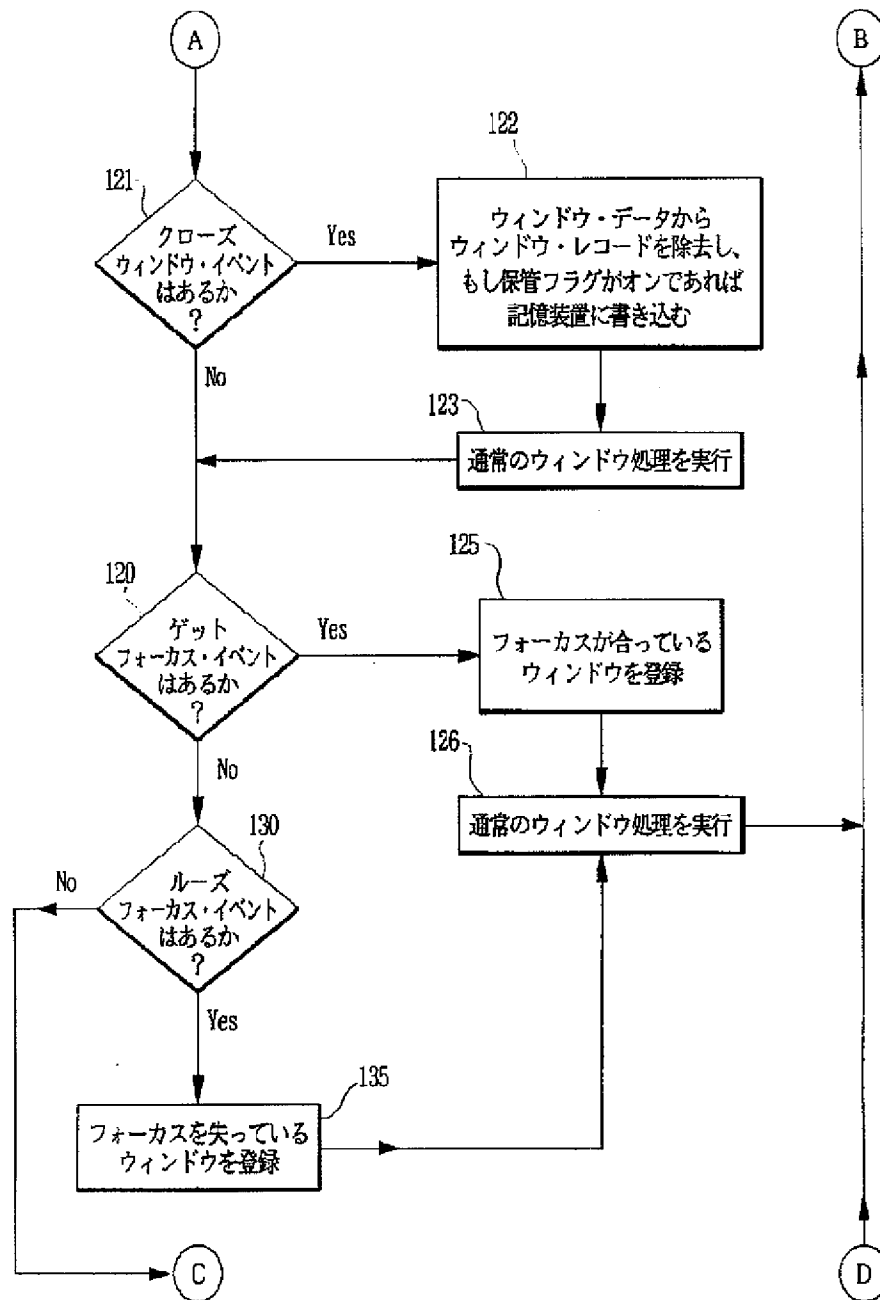 A
B
121
クローズ
ウィンドウ・イベント
はあるか
?
Yes
No
122
ウィンドウ・データから
ウィンドウ・レコードを除去し、
もし保管フラグがオンであれば
記憶装置に書き込む
123
通常のウィンドウ処理を実行
120
ゲット
フォーカス・イベント
はあるか
?
Yes
No
125
フォーカスが合っている
ウィンドウを登録
126
通常のウィンドウ処理を実行
130
ルーズ
フォーカス・イベント
はあるか
?
No
Yes
135
フォーカスを失っている
ウィンドウを登録
C
D